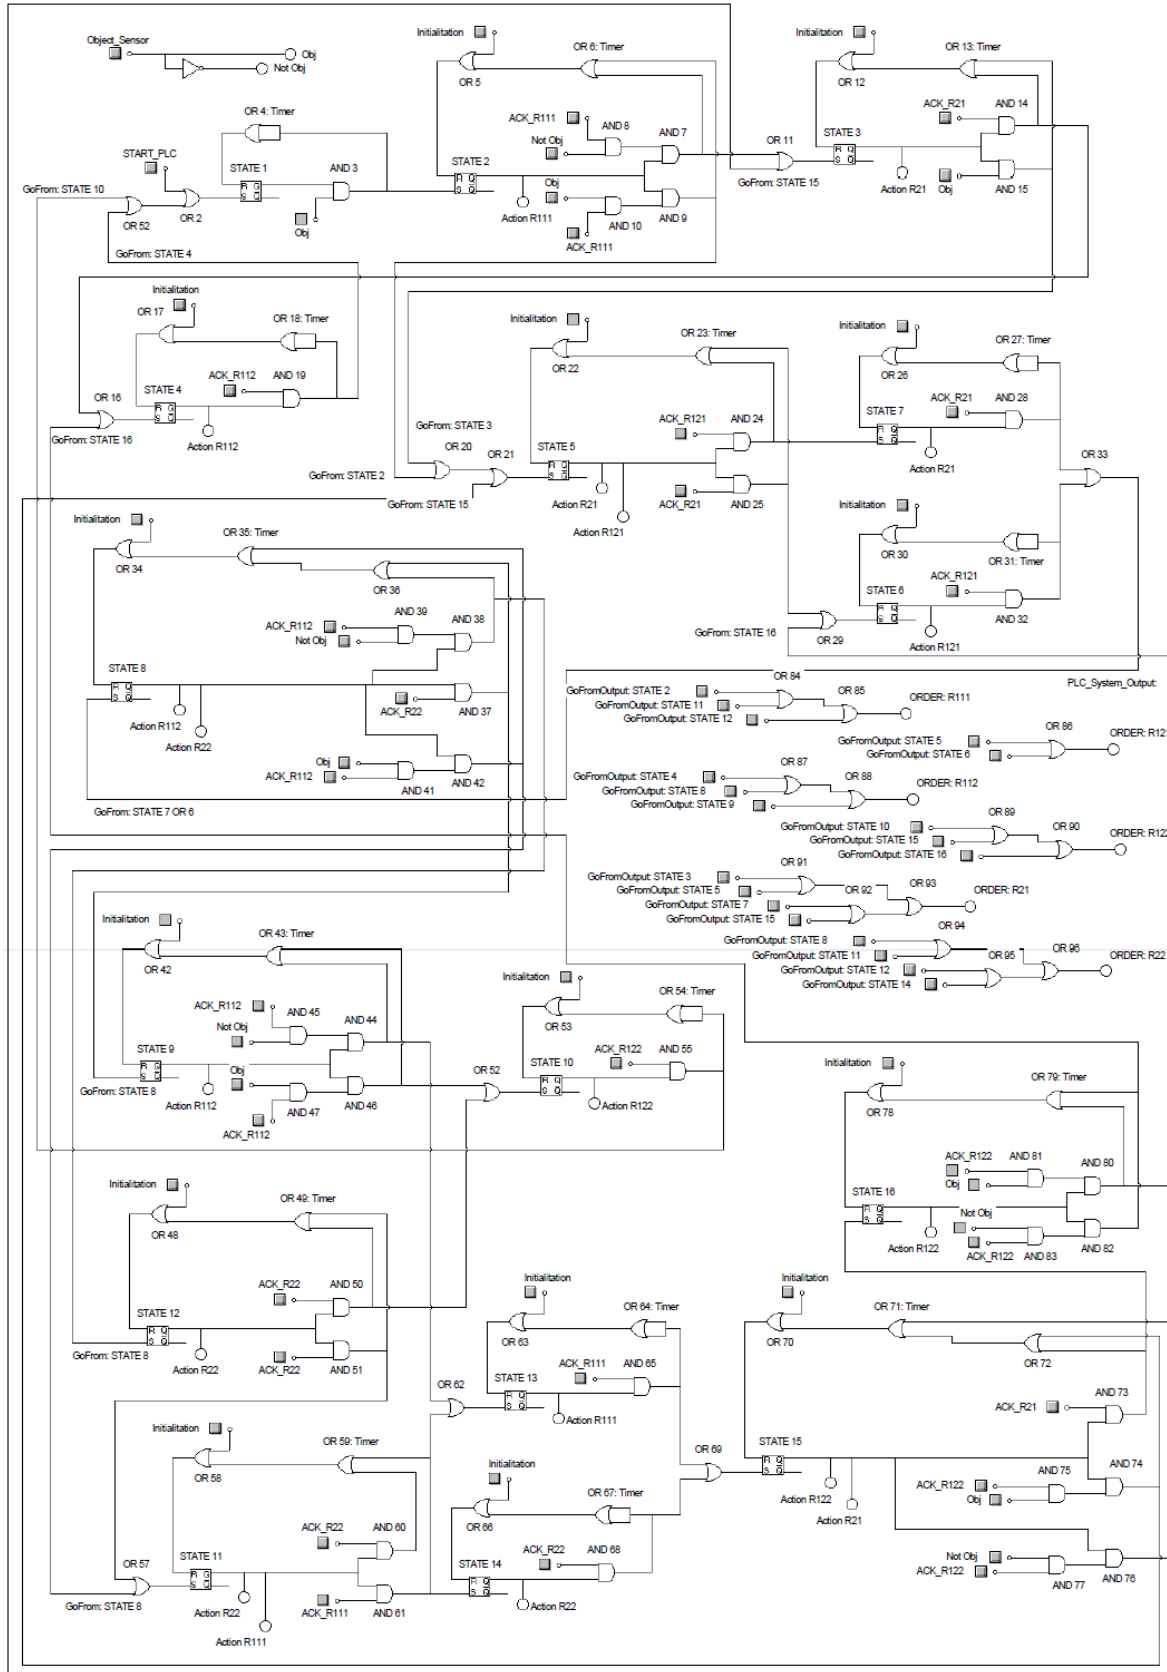 Object_Sensor
Obj
Not Obj
Initialitation
OR 6: Timer
OR 5
Initialitation
OR 13: Timer
OR 12
OR 4: Timer
ACK_R111
AND 8
AND 7
Not Obj
ACK_R21
AND 14
START_PLC
STATE 1
AND 3
STATE 2
OR 11
STATE 3
GoFrom: STATE 10
OR 52
OR 2
Obj
Obj
Action R111
AND 10
AND 9
ACK_R111
GoFrom: STATE 15
Action R21
Obj
AND 15
GoFrom: STATE 4
Initialitation
OR 17
OR 18: Timer
ACK_R112
AND 19
OR 16
STATE 4
GoFrom: STATE 16
Action R112
Initialitation
OR 23: Timer
OR 22
Initialitation
OR 27: Timer
OR 26
ACK_R121
AND 24
STATE 7
ACK_R21
AND 28
GoFrom: STATE 3
OR 20
OR 21
STATE 5
GoFrom: STATE 2
GoFrom: STATE 15
Action R21
Action R121
ACK_R21
AND 25
Action R21
OR 33
Initialitation
OR 30
OR 31: Timer
STATE 6
ACK_R121
AND 32
GoFrom: STATE 16
OR 29
Action R121
Initialitation
OR 35: Timer
OR 34
OR 36
AND 39
AND 38
ACK_R112
Not Obj
STATE 8
ACK_R22
AND 37
Action R112
Action R22
Obj
ACK_R112
AND 41
AND 42
GoFrom: STATE 7 OR 6
PLC_System_Output:
GoFromOutput: STATE 2
GoFromOutput: STATE 11
GoFromOutput: STATE 12
OR 84
OR 85
ORDER: R111
GoFromOutput: STATE 5
GoFromOutput: STATE 6
OR 86
ORDER: R121
GoFromOutput: STATE 4
GoFromOutput: STATE 8
GoFromOutput: STATE 9
OR 87
OR 88
ORDER: R112
GoFromOutput: STATE 10
GoFromOutput: STATE 15
GoFromOutput: STATE 16
OR 89
OR 90
ORDER: R122
GoFromOutput: STATE 3
GoFromOutput: STATE 5
GoFromOutput: STATE 7
GoFromOutput: STATE 15
OR 91
OR 92
OR 93
ORDER: R21
GoFromOutput: STATE 8
GoFromOutput: STATE 11
GoFromOutput: STATE 12
GoFromOutput: STATE 14
OR 94
OR 95
OR 96
ORDER: R22
Initialitation
OR 43: Timer
OR 42
ACK_R112
AND 45
AND 44
Not Obj
STATE 9
Obj
GoFrom: STATE 8
Action R112
AND 47
AND 46
ACK_R112
Initialitation
OR 54: Timer
OR 53
ACK_R122
AND 55
OR 52
STATE 10
Action R122
Initialitation
OR 79: Timer
OR 78
ACK_R122
AND 81
AND 80
Obj
STATE 16
Not Obj
Action R122
ACK_R122
AND 83
AND 82
Initialitation
OR 49: Timer
OR 48
ACK_R22
AND 50
STATE 12
GoFrom: STATE 8
Action R22
ACK_R22
AND 51
Initialitation
OR 64: Timer
OR 63
ACK_R111
AND 65
OR 62
STATE 13
Action R111
Initialitation
OR 71: Timer
OR 70
OR 72
AND 73
ACK_R21
OR 69
STATE 15
AND 75
AND 74
ACK_R122
Obj
Action R122
Action R21
Not Obj
ACK_R122
AND 77
AND 76
Initialitation
OR 59: Timer
OR 58
ACK_R22
AND 60
OR 57
STATE 11
GoFrom: STATE 8
Action R22
Action R111
ACK_R111
AND 61
Initialitation
OR 67: Timer
OR 66
ACK_R22
AND 68
STATE 14
Action R22